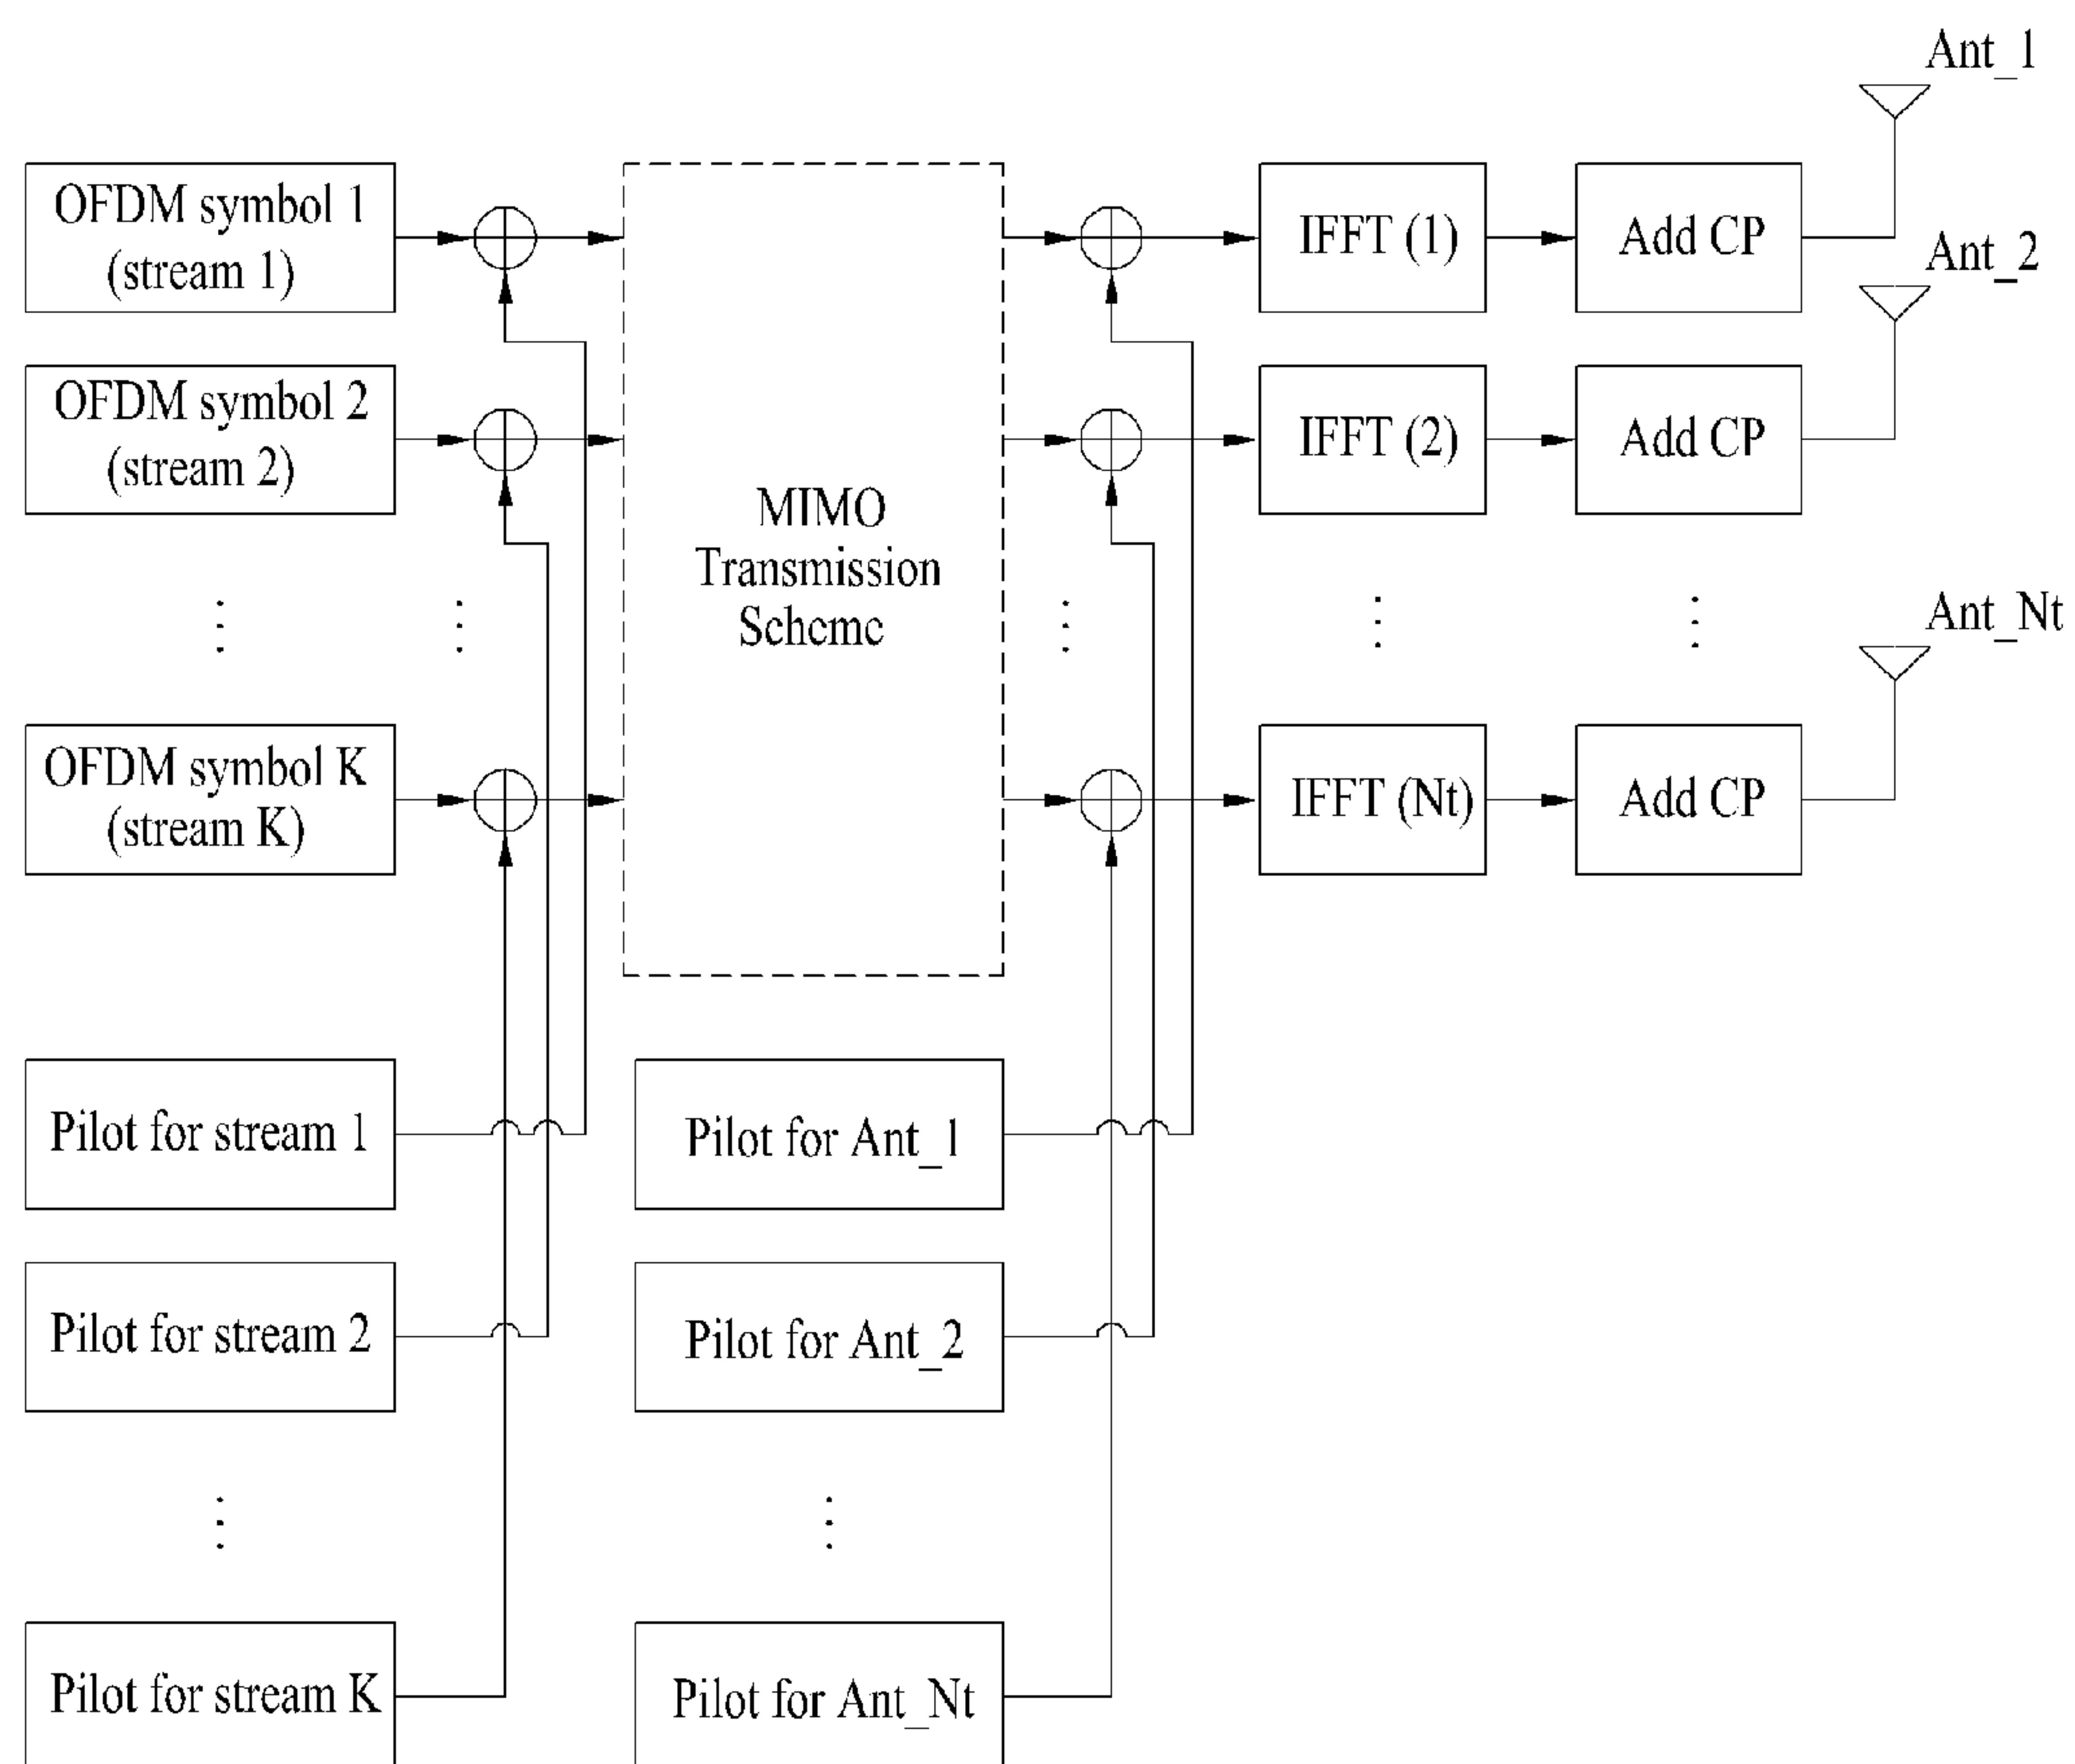 Ant_1
OFDM symbol 1
(stream 1)
IFFT (1)
Add CP
Ant_2
OFDM symbol 2
(stream 2)
IFFT (2)
Add CP
MIMO
Transmission
Scheme
Ant_Nt
OFDM symbol K
(stream K)
IFFT (Nt)
Add CP
Pilot for stream 1
Pilot for Ant_1
Pilot for stream 2
Pilot for Ant_2
Pilot for stream K
Pilot for Ant_Nt